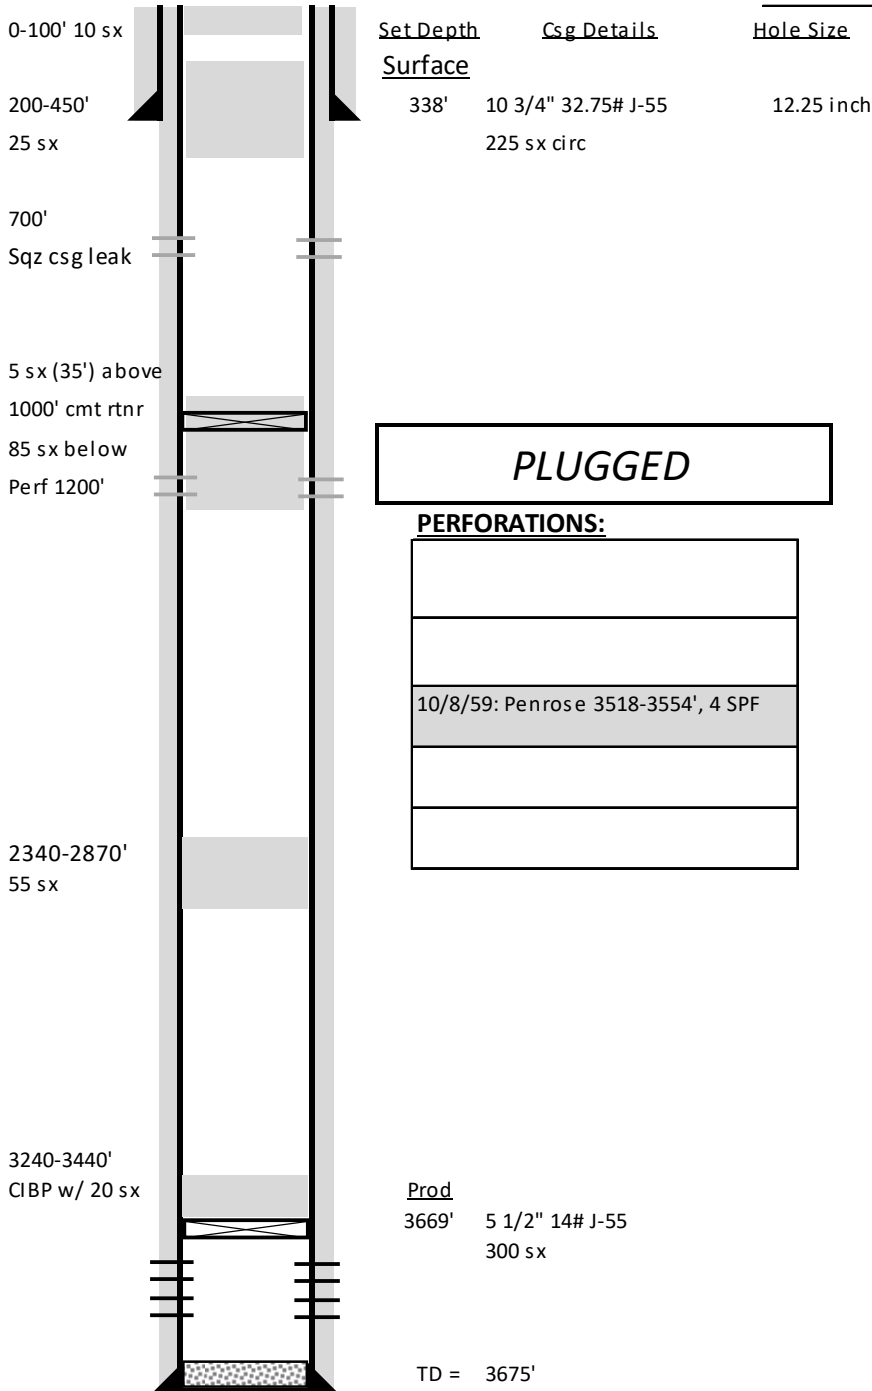 0-100' 10 sx
Set Depth Csg Details Hole Size
Surface
200-450' 338' 10 3/4" 32.75# J-55 12.25 inch
25 sx 225 sx circ
700'
Sqz csg leak
5 sx (35') above
1000' cmt rtnr
85 sx below
PLUGGED
Perf 1200'
PERFORATIONS:
10/8/59: Penrose 3518-3554', 4 SPF
2340-2870'
55 sx
3240-3440'
CIBP w/ 20 sx Prod
3669' 5 1/2" 14# J-55
300 sx
TD = 3675'